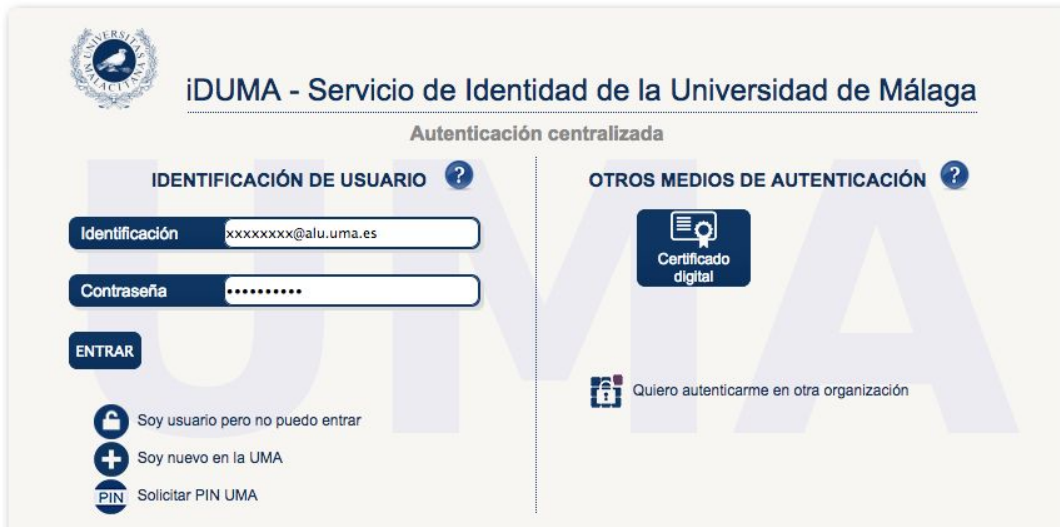 UNIVERSITAS MALACITANA
iDUMA - Servicio de Identidad de la Universidad de Málaga
Autenticación centralizada
IDENTIFICACIÓN DE USUARIO ?
Identificación xxxxxxxx@alu.uma.es
Contraseña ••••••••••
ENTRAR
Soy usuario pero no puedo entrar
Soy nuevo en la UMA
PIN Solicitar PIN UMA
OTROS MEDIOS DE AUTENTICACIÓN ?
Certificado
digital
Quiero autenticarme en otra organización
UMA